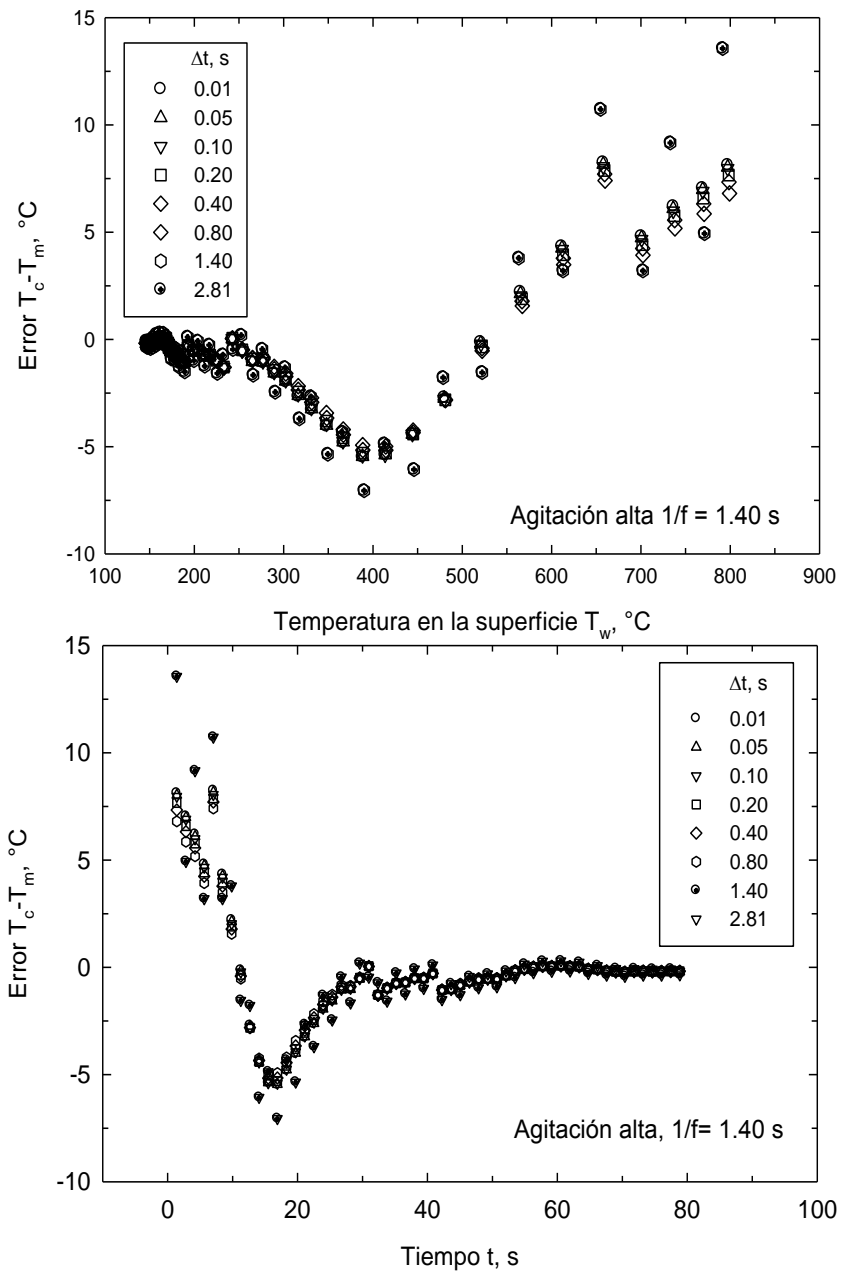 15
10
5
0
-5
-10
Error T_c-T_m, °C
Δt, s
0.01
0.05
0.10
0.20
0.40
0.80
1.40
2.81
Agitación alta 1/f = 1.40 s
100 200 300 400 500 600 700 800 900
Temperatura en la superficie T_w, °C
15
10
5
0
-5
-10
Error T_c-T_m, °C
Δt, s
0.01
0.05
0.10
0.20
0.40
0.80
1.40
2.81
Agitación alta, 1/f= 1.40 s
0 20 40 60 80 100
Tiempo t, s